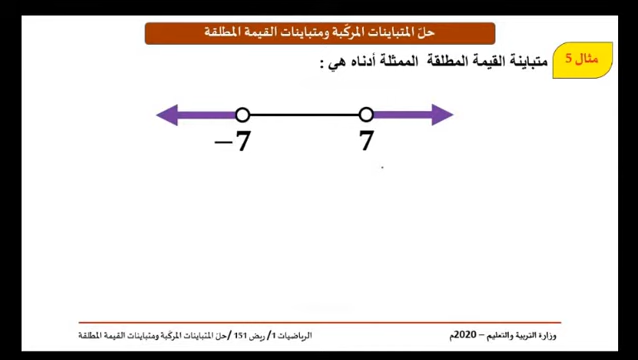 حلّ المتباينات المركّبة ومتباينات القيمة المطلقة
مثال 5
متباينة القيمة المطلقة الممثلة أدناه هي :
−7
7
وزارة التربية والتعليم – 2020م
الرياضيات 1/ ريض 151 /حلّ المتباينات المركّبة ومتباينات القيمة المطلقة